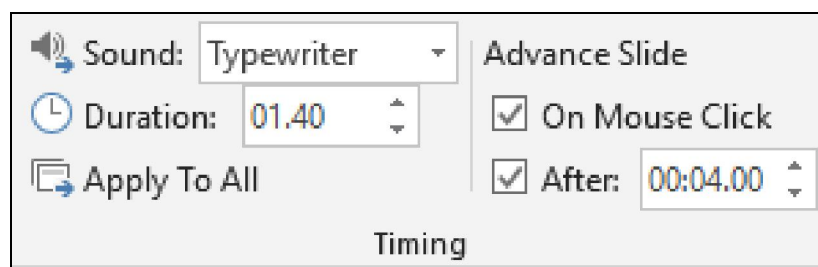 Sound: Typewriter
Duration: 01.40
Apply To All
Advance Slide
On Mouse Click
After: 00:04.00
Timing